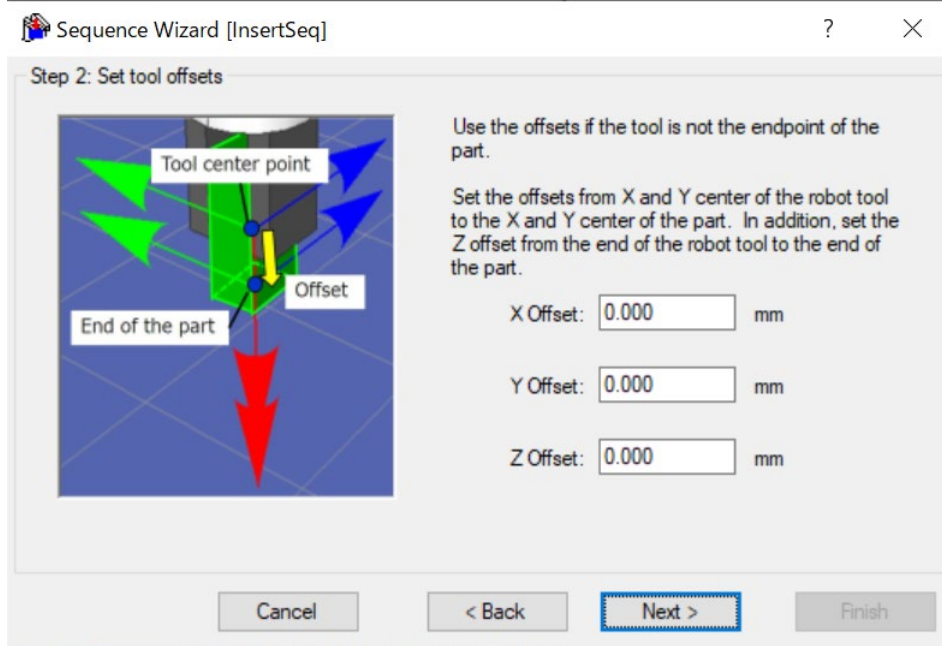 Sequence Wizard [InsertSeq]
?
Step 2: Set tool offsets
Tool center point
Offset
End of the part
Use the offsets if the tool is not the endpoint of the
part.
Set the offsets from X and Y center of the robot tool
to the X and Y center of the part. In addition, set the
Z offset from the end of the robot tool to the end of
the part.
X Offset: 0.000 mm
Y Offset: 0.000 mm
Z Offset: 0.000 mm
Cancel < Back Next > Finish